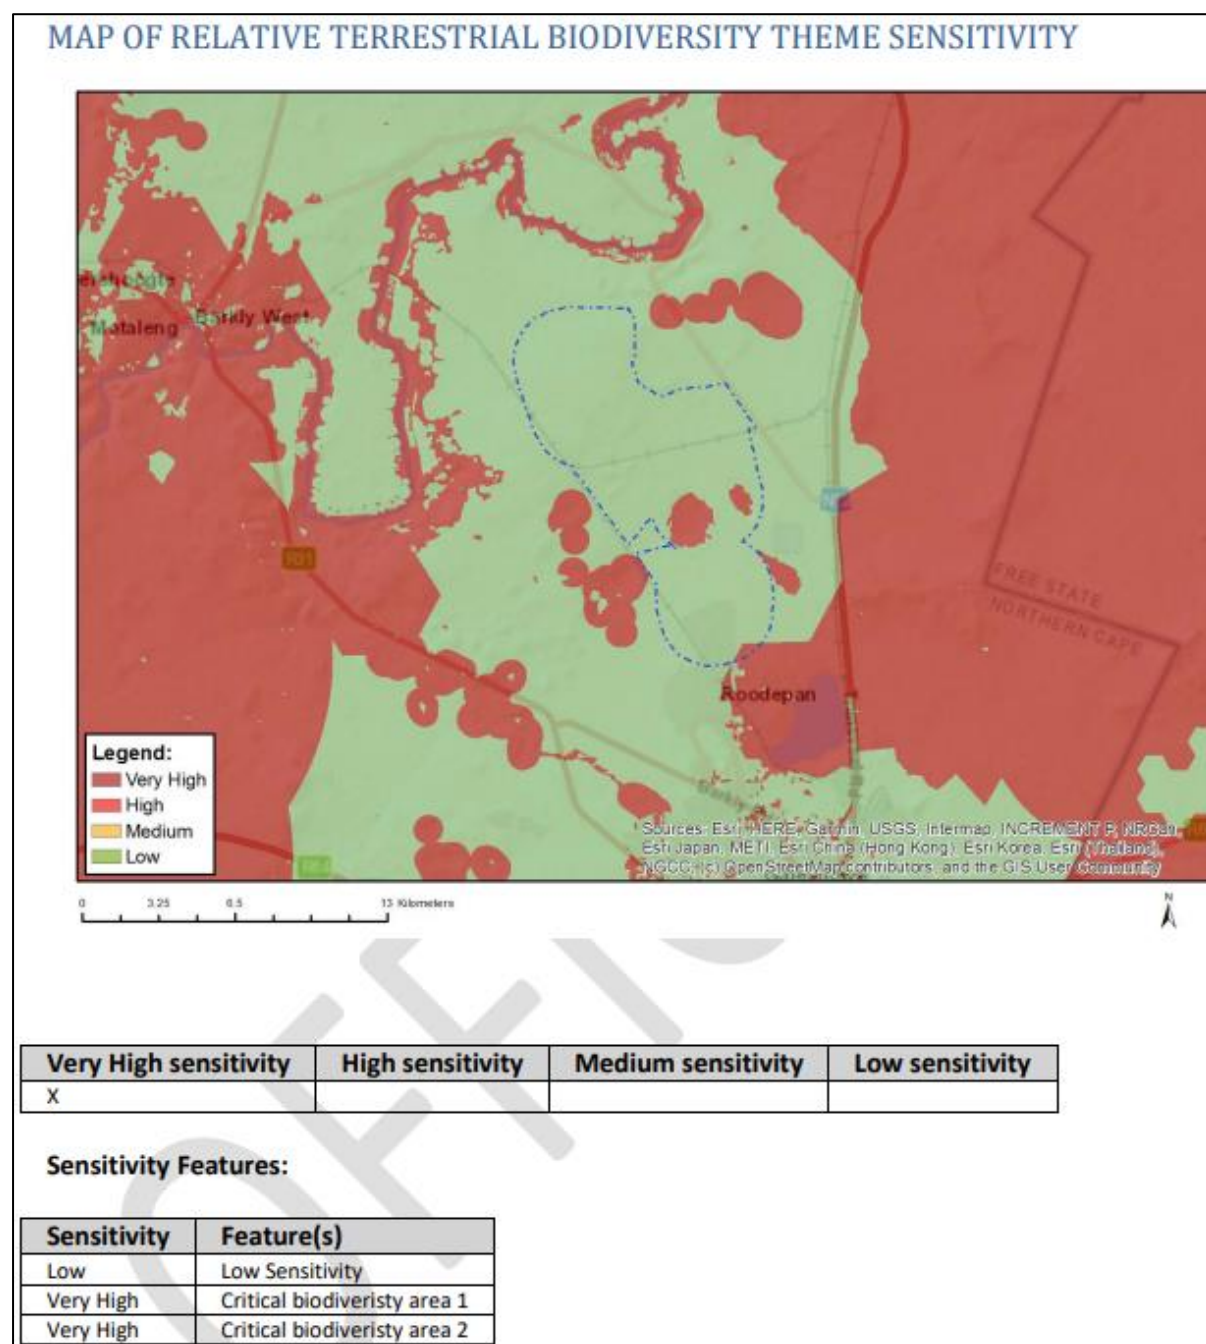 MAP OF RELATIVE TERRESTRIAL BIODIVERSITY THEME SENSITIVITY
Mataleng
Barkly West
R31
FREE STATE
NORTHERN CAPE
Roodepan
Legend:
Very High
High
Medium
Low
Sources: Esri, HERE, Garmin, USGS, Intermap, INCREMENT P, NRCan,
Esri Japan, METI, Esri China (Hong Kong), Esri Korea, Esri (Thailand),
NGCC, (c) OpenStreetMap contributors, and the GIS User Community
0 3.25 6.5 13 Kilometers
N
Very High sensitivity High sensitivity Medium sensitivity Low sensitivity
X
Sensitivity Features:
Sensitivity Feature(s)
Low Low Sensitivity
Very High Critical biodiveristy area 1
Very High Critical biodiveristy area 2